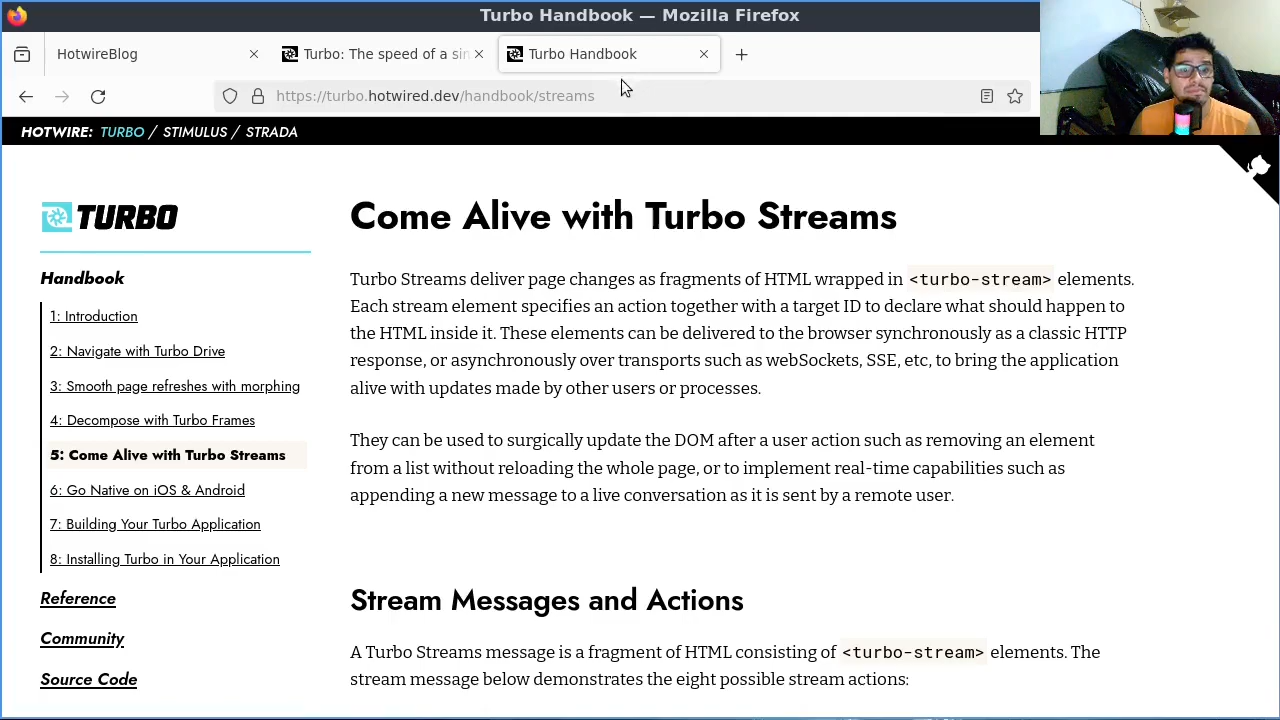 Turbo Handbook — Mozilla Firefox
HotwireBlog
Turbo: The speed of a sin
Turbo Handbook
https://turbo.hotwired.dev/handbook/streams
HOTWIRE: TURBO / STIMULUS / STRADA
TURBO
Handbook
1: Introduction
2: Navigate with Turbo Drive
3: Smooth page refreshes with morphing
4: Decompose with Turbo Frames
5: Come Alive with Turbo Streams
6: Go Native on iOS & Android
7: Building Your Turbo Application
8: Installing Turbo in Your Application
Reference
Community
Source Code
Come Alive with Turbo Streams
Turbo Streams deliver page changes as fragments of HTML wrapped in <turbo-stream> elements.
Each stream element specifies an action together with a target ID to declare what should happen to
the HTML inside it. These elements can be delivered to the browser synchronously as a classic HTTP
response, or asynchronously over transports such as webSockets, SSE, etc, to bring the application
alive with updates made by other users or processes.
They can be used to surgically update the DOM after a user action such as removing an element
from a list without reloading the whole page, or to implement real-time capabilities such as
appending a new message to a live conversation as it is sent by a remote user.
Stream Messages and Actions
A Turbo Streams message is a fragment of HTML consisting of <turbo-stream> elements. The
stream message below demonstrates the eight possible stream actions: